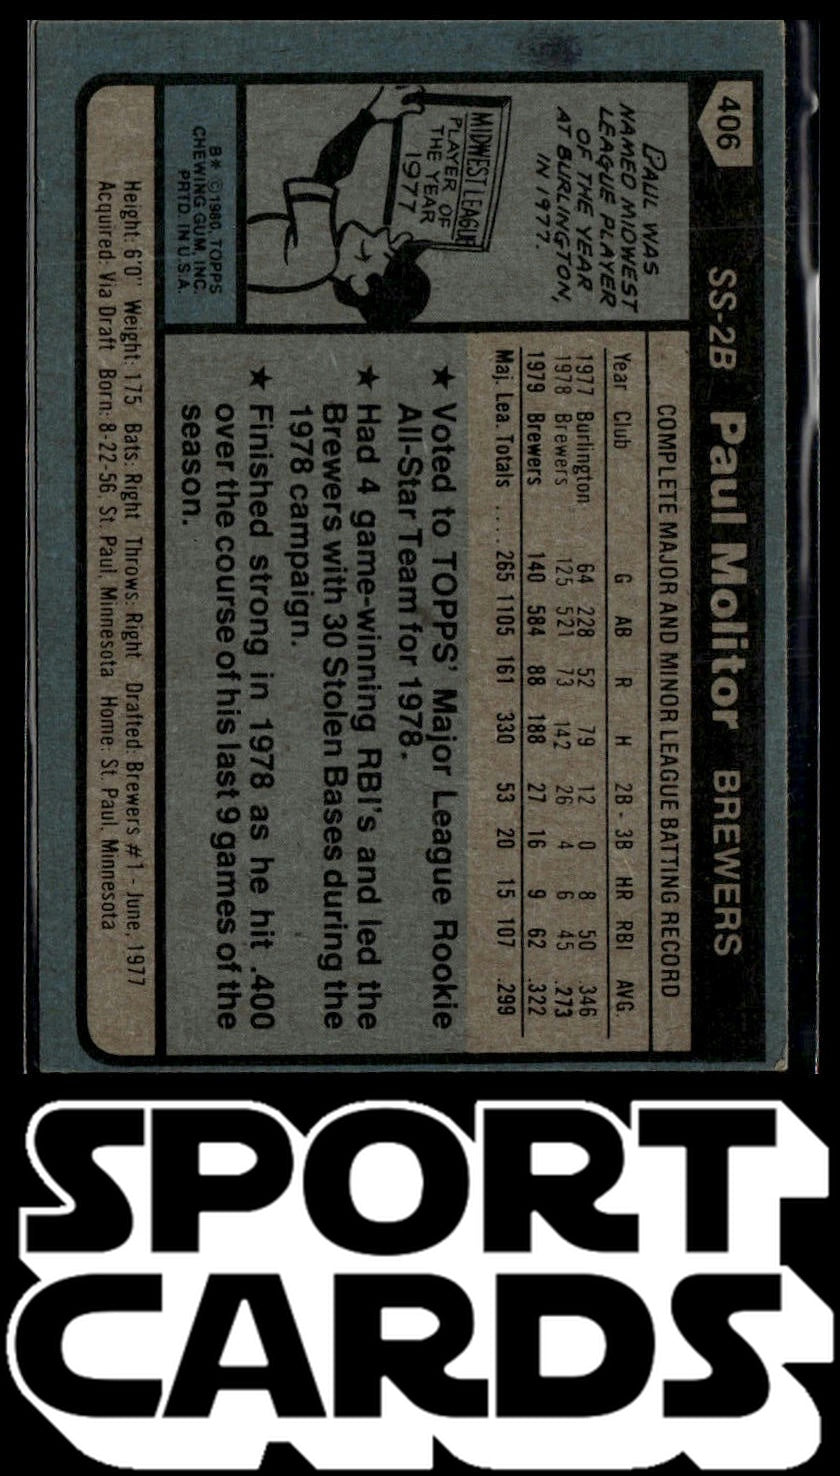 406 SS-2B Paul Molitor BREWERS
PAUL WAS
NAMED MIDWEST
LEAGUE PLAYER
OF THE YEAR
AT BURLINGTON,
IN 1977.
MIDWEST LEAGUE
PLAYER OF
THE YEAR
1977
B* © 1980, TOPPS
CHEWING GUM, INC.
PRTD. IN U.S.A.
COMPLETE MAJOR AND MINOR LEAGUE BATTING RECORD
Year Club G AB R H 2B - 3B HR RBI AVG.
1977 Burlington 64 228 52 79 12 0 8 50 .346
1978 Brewers 125 521 73 142 26 4 6 45 .273
1979 Brewers 140 584 88 188 27 16 9 62 .322
Maj. Lea. Totals .... 265 1105 161 330 53 20 15 107 .299
★ Voted to TOPPS' Major League Rookie
All-Star Team for 1978.
★ Had 4 game-winning RBI's and led the
Brewers with 30 Stolen Bases during the
1978 campaign.
★ Finished strong in 1978 as he hit .400
over the course of his last 9 games of the
season.
Height: 6'0" Weight: 175 Bats: Right Throws: Right Drafted: Brewers #1 - June, 1977
Acquired: Via Draft Born: 8-22-56, St. Paul, Minnesota Home: St. Paul, Minnesota
SPORT
CARDS